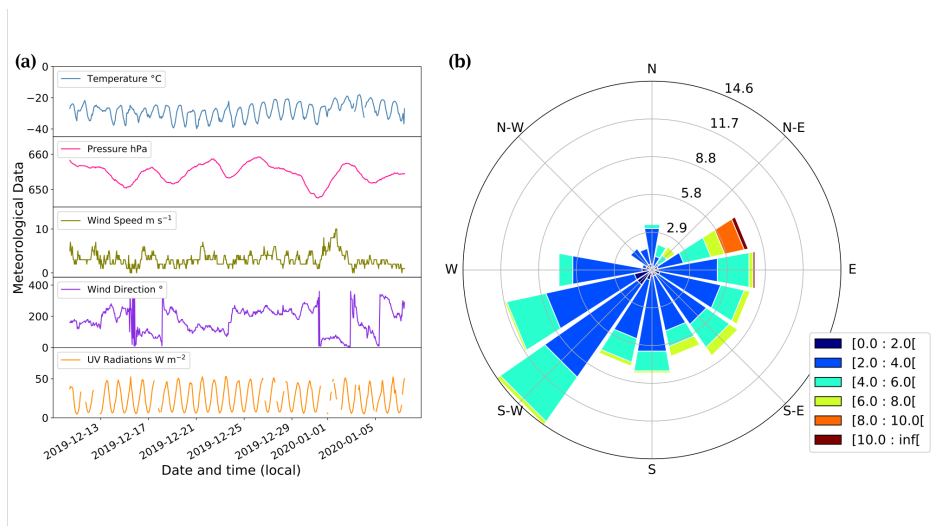 (a)
Meteorological Data
0
−20
−40
Temperature °C
660
650
Pressure hPa
10
0
Wind Speed m s⁻¹
400
200
0
Wind Direction °
50
0
UV Radiations W m⁻²
2019-12-13
2019-12-17
2019-12-21
2019-12-25
2019-12-29
2020-01-01
2020-01-05
Date and time (local)
(b)
N
N-E
E
S-E
S
S-W
W
N-W
14.6
11.7
8.8
5.8
2.9
[0.0 : 2.0[
[2.0 : 4.0[
[4.0 : 6.0[
[6.0 : 8.0[
[8.0 : 10.0[
[10.0 : inf[